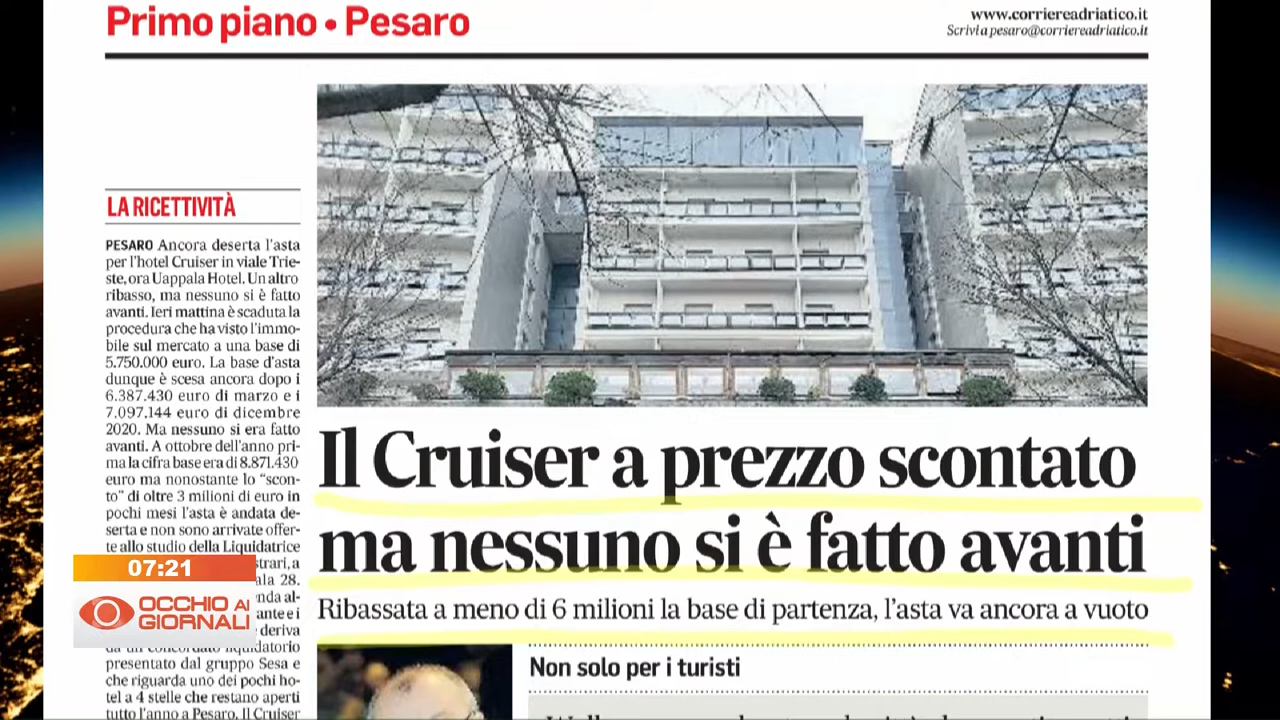 Primo piano • Pesaro
www.corriereadriatico.it
Scrivi a pesaro@corriereadriatico.it
LA RICETTIVITÀ
PESARO Ancora deserta l'asta
per l'hotel Cruiser in viale Trie-
ste, ora Uappala Hotel. Un altro
ribasso, ma nessuno si è fatto
avanti. Ieri mattina è scaduta la
procedura che ha visto l'immo-
bile sul mercato a una base di
5.750.000 euro. La base d'asta
dunque è scesa ancora dopo i
6.387.430 euro di marzo e i
7.097.144 euro di dicembre
2020. Ma nessuno si era fatto
avanti. A ottobre dell'anno pri-
ma la cifra base era di 8.871.430
euro ma nonostante lo "scon-
to" di oltre 3 milioni di euro in
pochi mesi l'asta è andata de-
serta e non sono arrivate offer-
te allo studio della Liquidatrice
strari, a
ala 28.
nda al-
ante e i
deriva
da un concordato liquidatorio
presentato dal gruppo Sesa e
che riguarda uno dei pochi ho-
tel a 4 stelle che restano aperti
tutto l'anno a Pesaro. Il Cruiser
07:21
OCCHIO AI
GIORNALI
Il Cruiser a prezzo scontato
ma nessuno si è fatto avanti
Ribassata a meno di 6 milioni la base di partenza, l'asta va ancora a vuoto
Non solo per i turisti